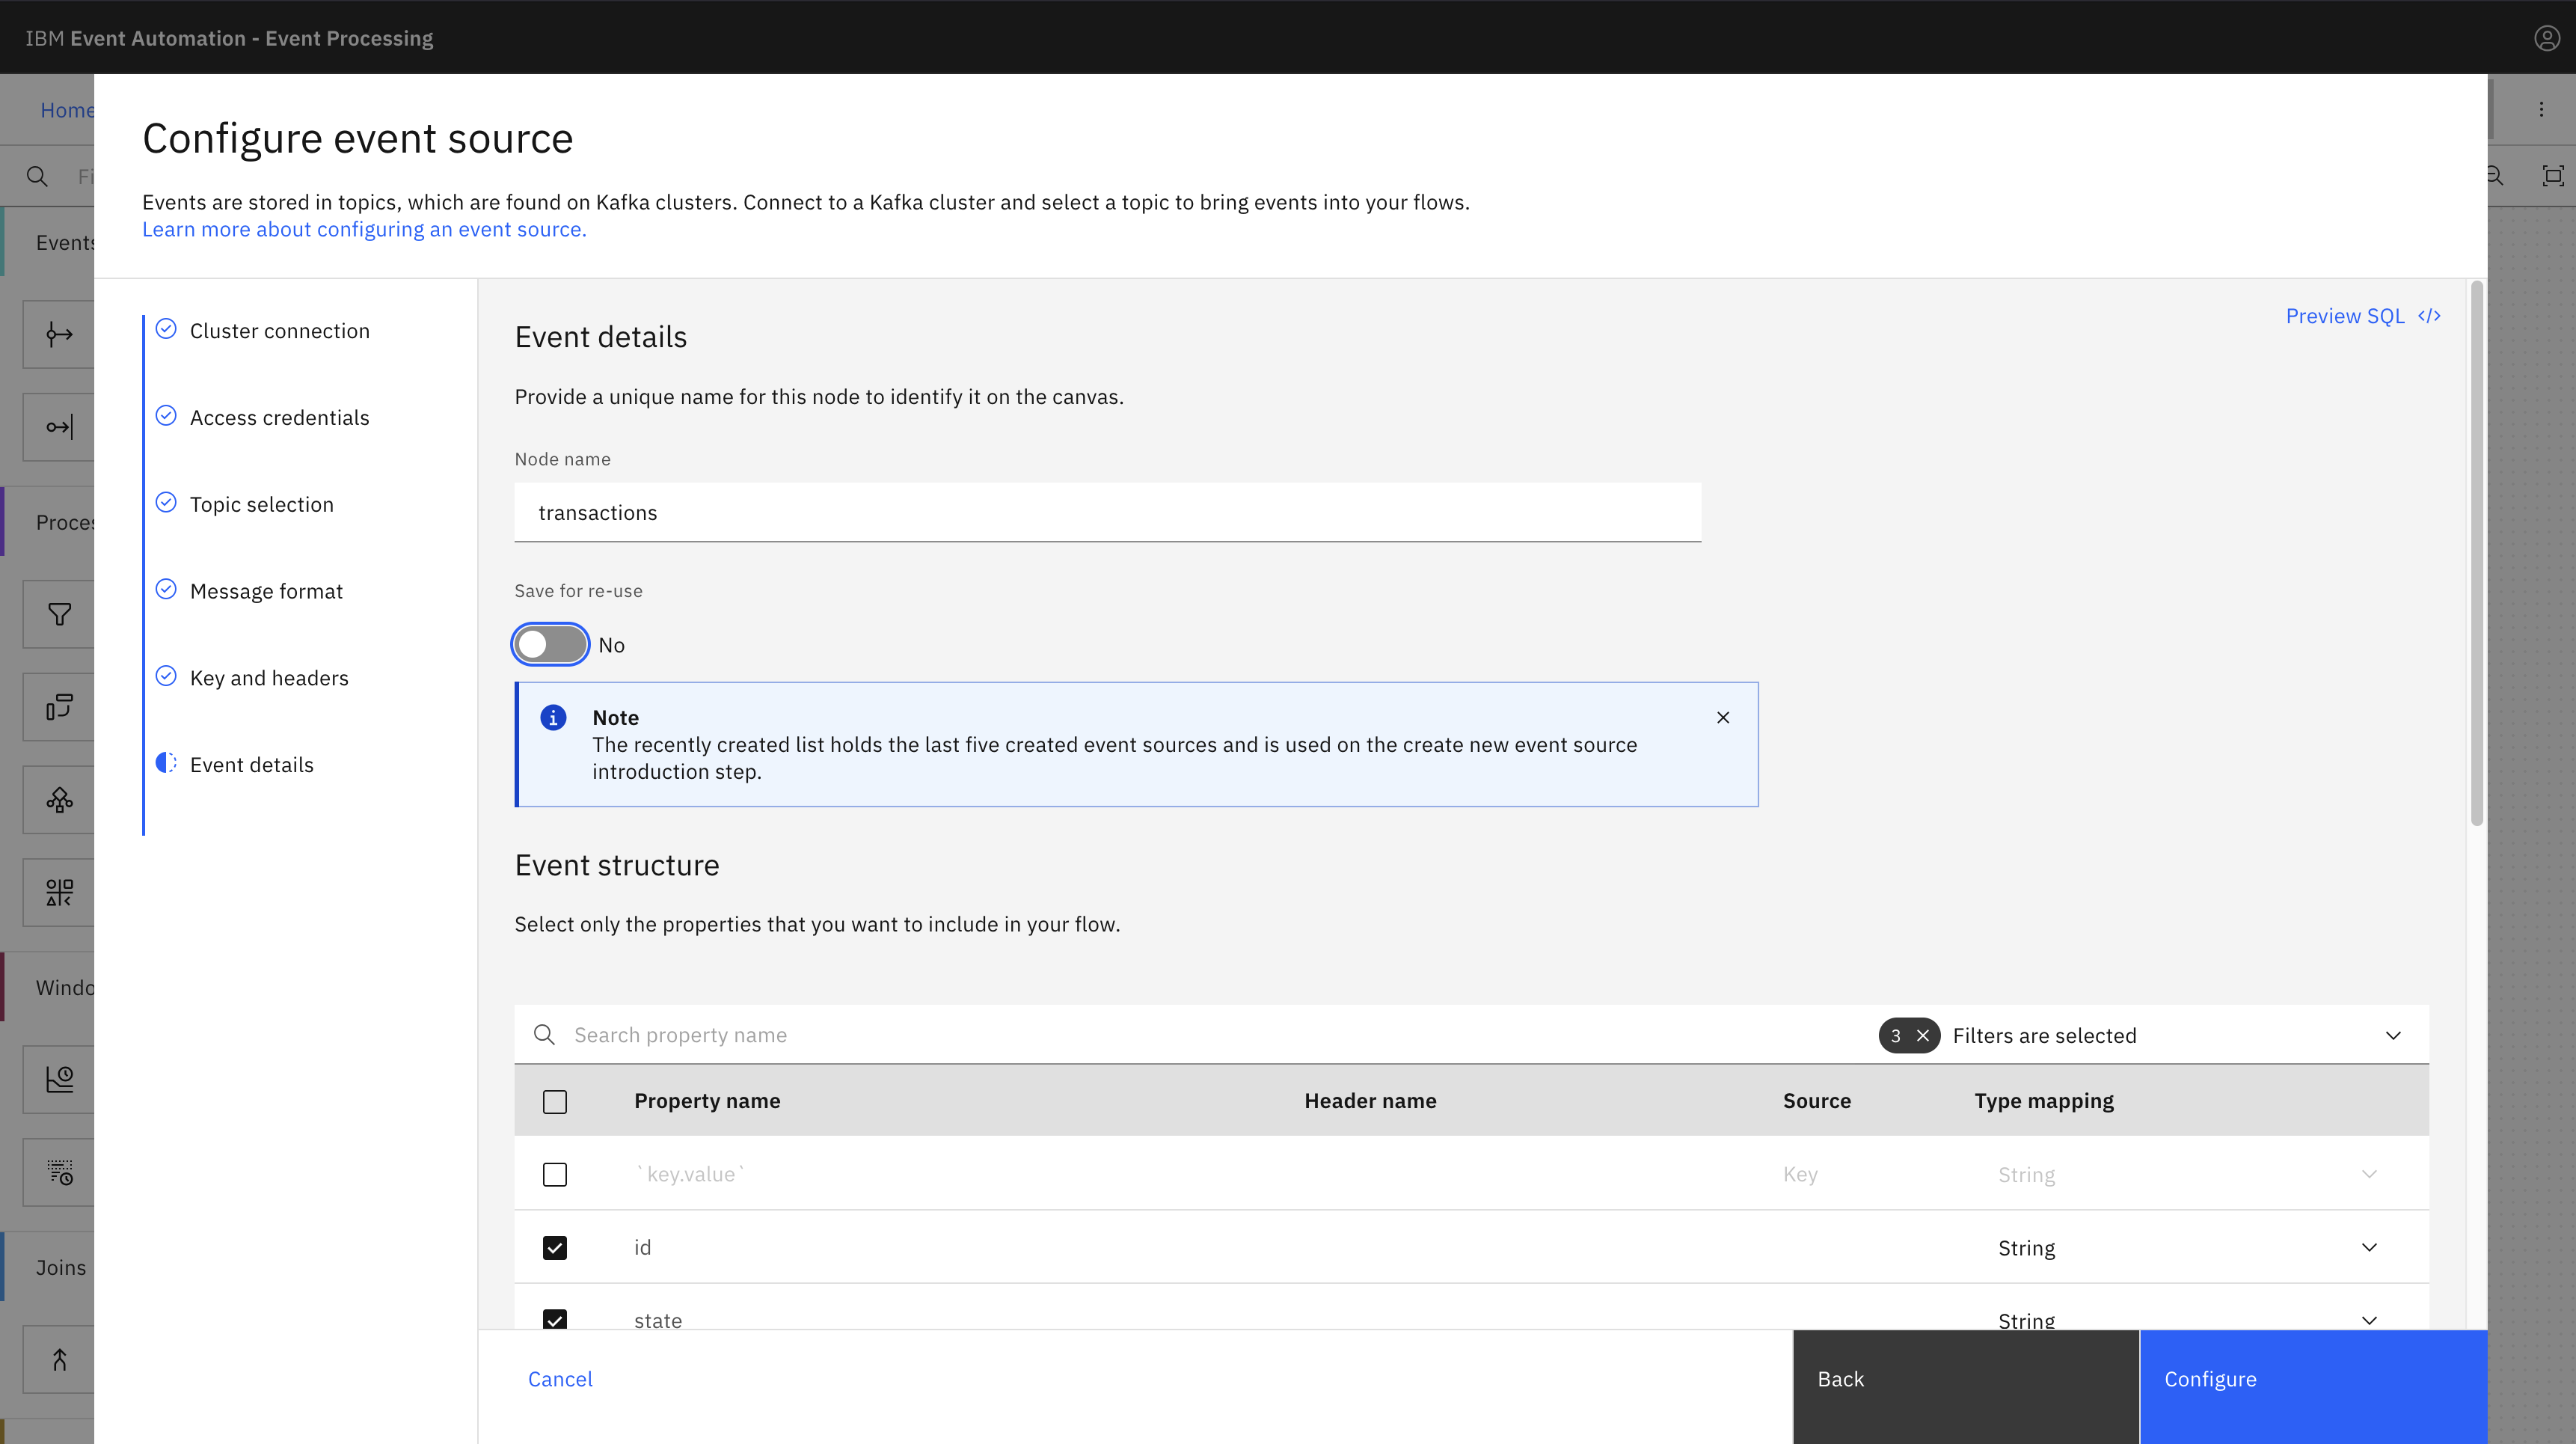 IBM Event Automation - Event Processing
Home
Configure event source
Events are stored in topics, which are found on Kafka clusters. Connect to a Kafka cluster and select a topic to bring events into your flows.
Learn more about configuring an event source.
Fi
Events
Proces
Windo
Joins
Cluster connection
Access credentials
Topic selection
Message format
Key and headers
Event details
Event details
Preview SQL </>
Provide a unique name for this node to identify it on the canvas.
Node name
transactions
Save for re-use
No
Note
The recently created list holds the last five created event sources and is used on the create new event source
introduction step.
Event structure
Select only the properties that you want to include in your flow.
Search property name
3 Filters are selected
Property name Header name Source Type mapping
`key.value` Key String
id String
state String
Cancel
Back
Configure